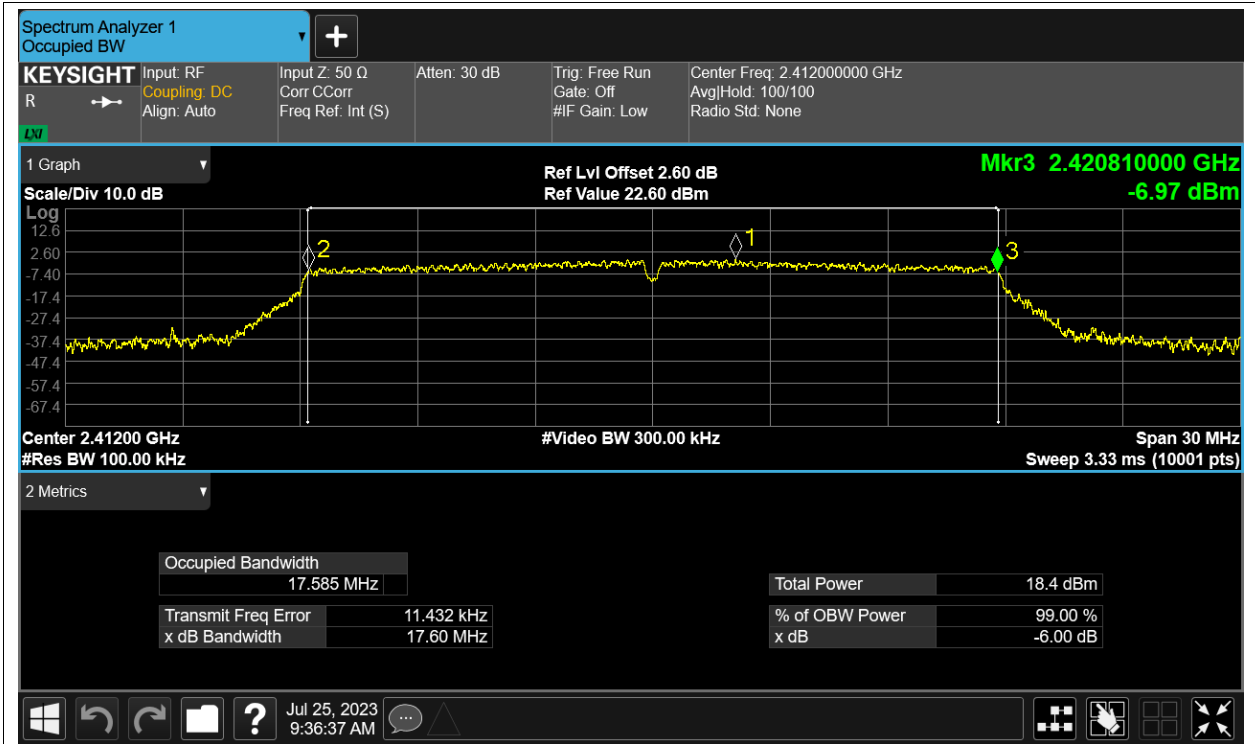 Spectrum Analyzer 1
Occupied BW
KEYSIGHT
R
LXI
Input: RF
Coupling: DC
Align: Auto
Input Z: 50 Ω
Corr CCorr
Freq Ref: Int (S)
Atten: 30 dB
Trig: Free Run
Gate: Off
#IF Gain: Low
Center Freq: 2.412000000 GHz
Avg|Hold: 100/100
Radio Std: None
1 Graph
Scale/Div 10.0 dB
Ref Lvl Offset 2.60 dB
Ref Value 22.60 dBm
Mkr3 2.420810000 GHz
-6.97 dBm
Log
12.6
2.60
-7.40
-17.4
-27.4
-37.4
-47.4
-57.4
-67.4
2
1
3
Center 2.41200 GHz
#Res BW 100.00 kHz
#Video BW 300.00 kHz
Span 30 MHz
Sweep 3.33 ms (10001 pts)
2 Metrics
Occupied Bandwidth
17.585 MHz
Transmit Freq Error 11.432 kHz
x dB Bandwidth 17.60 MHz
Total Power 18.4 dBm
% of OBW Power 99.00 %
x dB -6.00 dB
?
Jul 25, 2023
9:36:37 AM